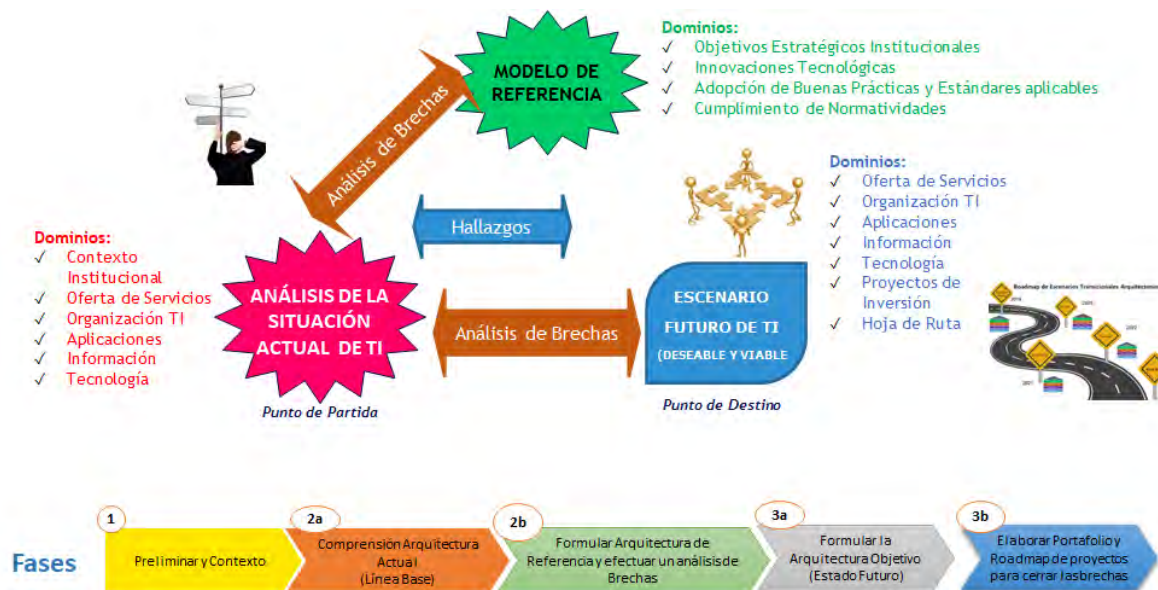 Dominios:
✓ Objetivos Estratégicos Institucionales
✓ Innovaciones Tecnológicas
✓ Adopción de Buenas Prácticas y Estándares aplicables
✓ Cumplimiento de Normatividades
MODELO DE
REFERENCIA
Análisis de Brechas
Hallazgos
Dominios:
✓ Oferta de Servicios
✓ Organización TI
✓ Aplicaciones
✓ Información
✓ Tecnología
✓ Proyectos de
Inversión
✓ Hoja de Ruta
Dominios:
✓ Contexto
Institucional
✓ Oferta de Servicios
✓ Organización TI
✓ Aplicaciones
✓ Información
✓ Tecnología
ANÁLISIS DE LA
SITUACIÓN
ACTUAL DE TI
Punto de Partida
Análisis de Brechas
ESCENARIO
FUTURO DE TI
(DESEABLE Y VIABLE
Punto de Destino
Roadmap de Escenarios
Fases
1
Preliminar y Contexto
2a
Comprensión Arquitectura
Actual
(Línea Base)
2b
Formular Arquitectura de
Referencia y efectuar un análisis de
Brechas
3a
Formular la
Arquitectura Objetivo
(Estado Futuro)
3b
Elaborar Portafolio y
Roadmap de proyectos
para cerrar las brechas